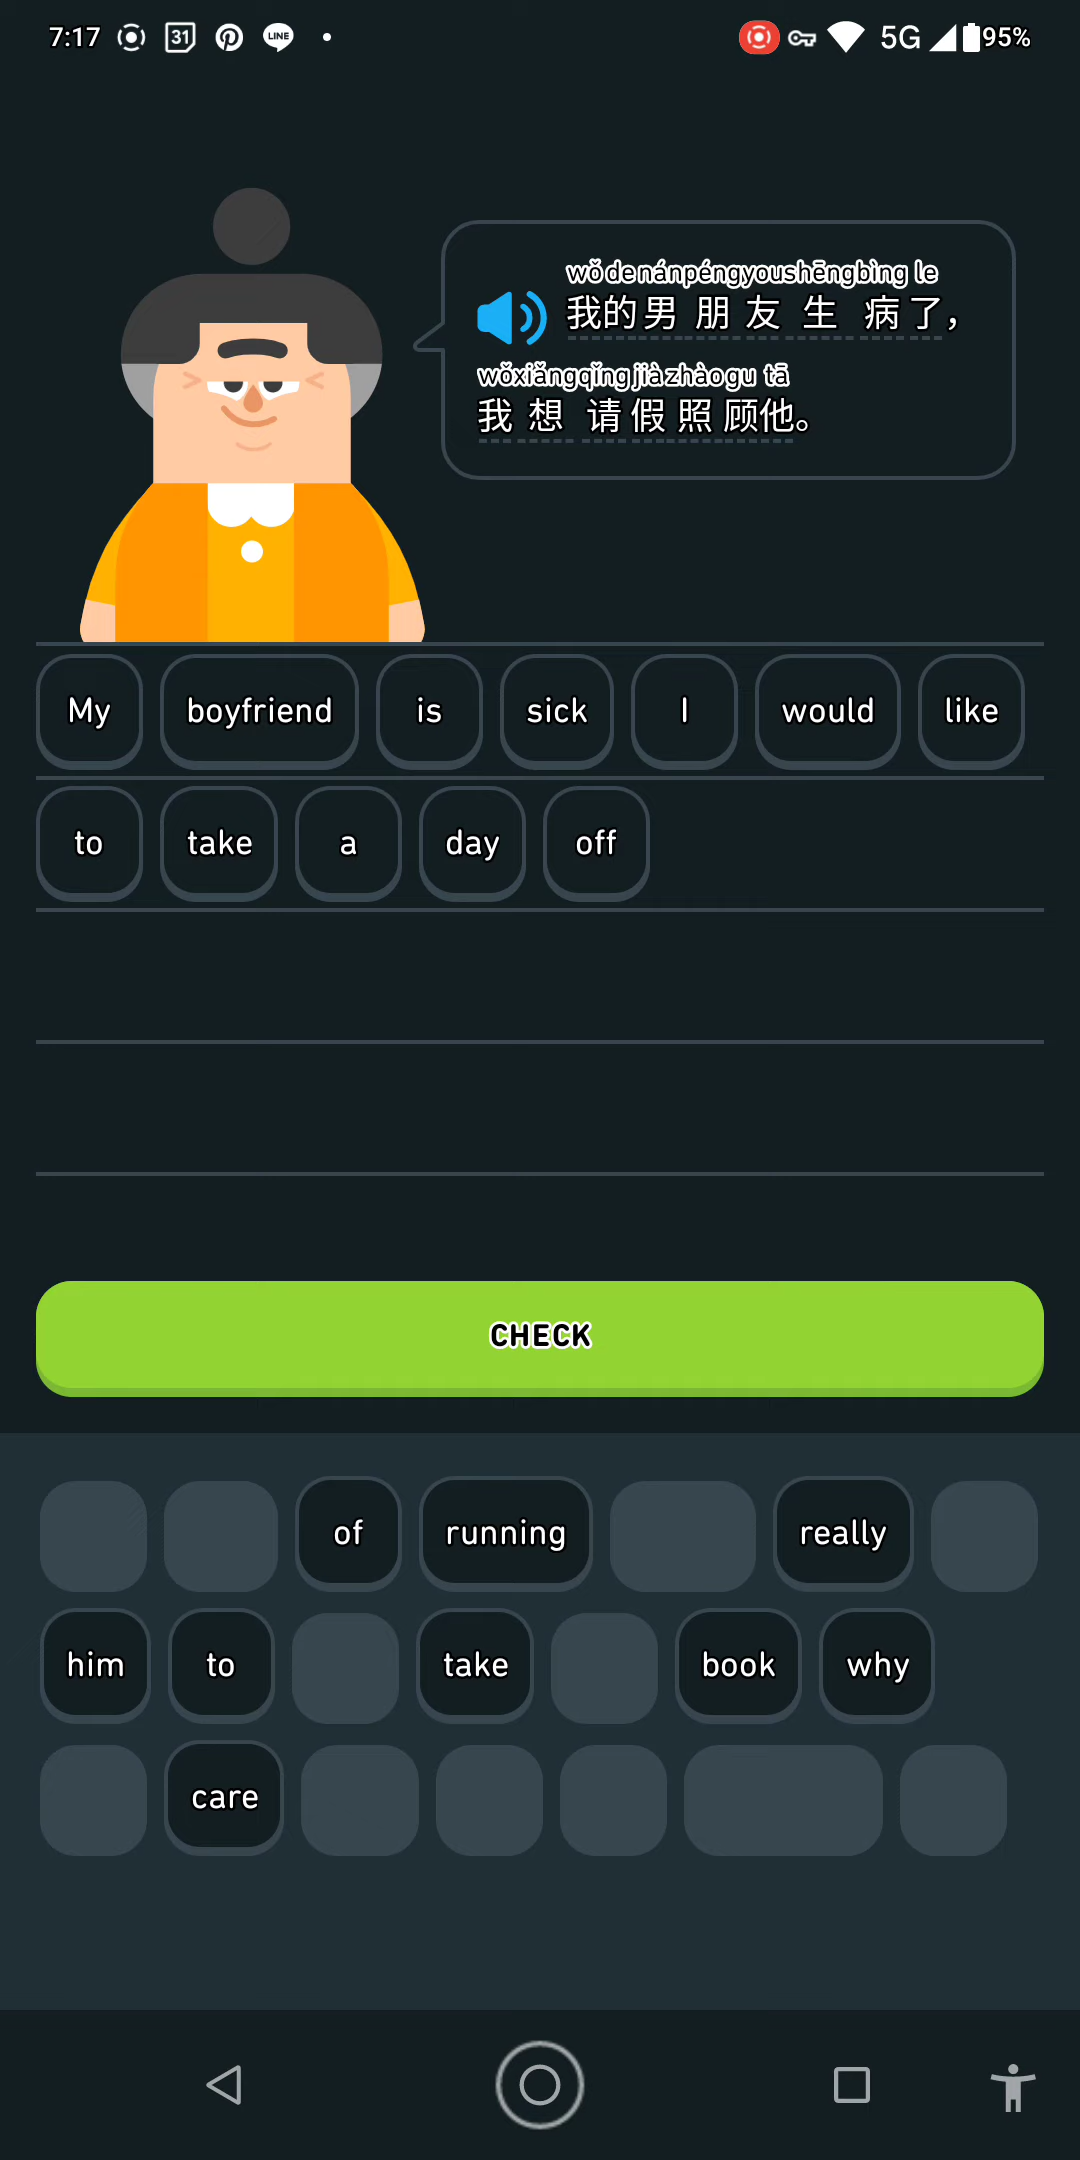 7:17 31 LINE 5G 95%
wǒ de nánpéngyou shēngbìng le
我的男朋友生病了，
wǒ xiǎng qǐngjià zhàogu tā
我想请假照顾他。
My boyfriend is sick I would like
to take a day off
CHECK
of running really
him to take book why
care